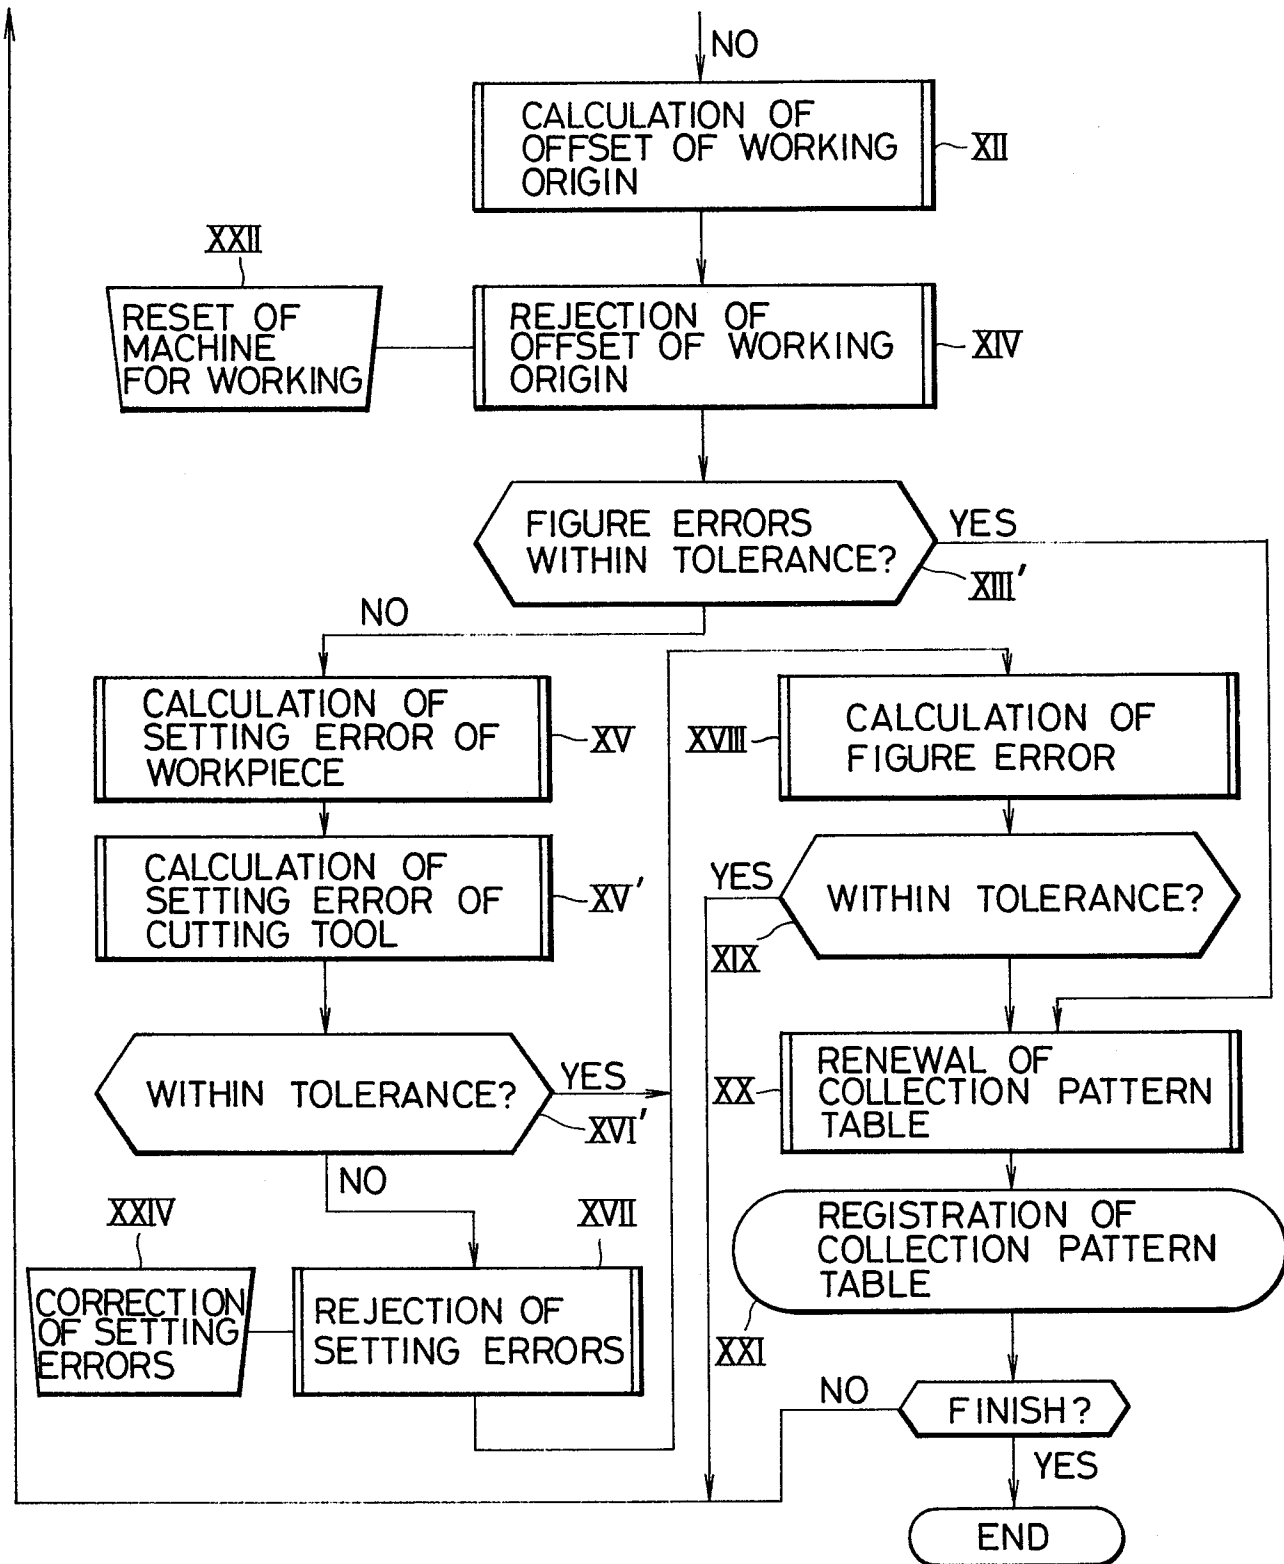 NO
CALCULATION OF
OFFSET OF WORKING
ORIGIN
XII
XXII
RESET OF
MACHINE
FOR WORKING
REJECTION OF
OFFSET OF WORKING
ORIGIN
XIV
FIGURE ERRORS
WITHIN TOLERANCE?
YES
XIII'
NO
CALCULATION OF
SETTING ERROR OF
WORKPIECE
XV
XVIII
CALCULATION OF
FIGURE ERROR
CALCULATION OF
SETTING ERROR OF
CUTTING TOOL
XV'
YES
WITHIN TOLERANCE?
XIX
WITHIN TOLERANCE?
YES
XVI'
NO
XX
RENEWAL OF
COLLECTION PATTERN
TABLE
XXIV
XVII
REGISTRATION OF
COLLECTION PATTERN
TABLE
XXI
CORRECTION
OF SETTING
ERRORS
REJECTION OF
SETTING ERRORS
NO
FINISH?
YES
END